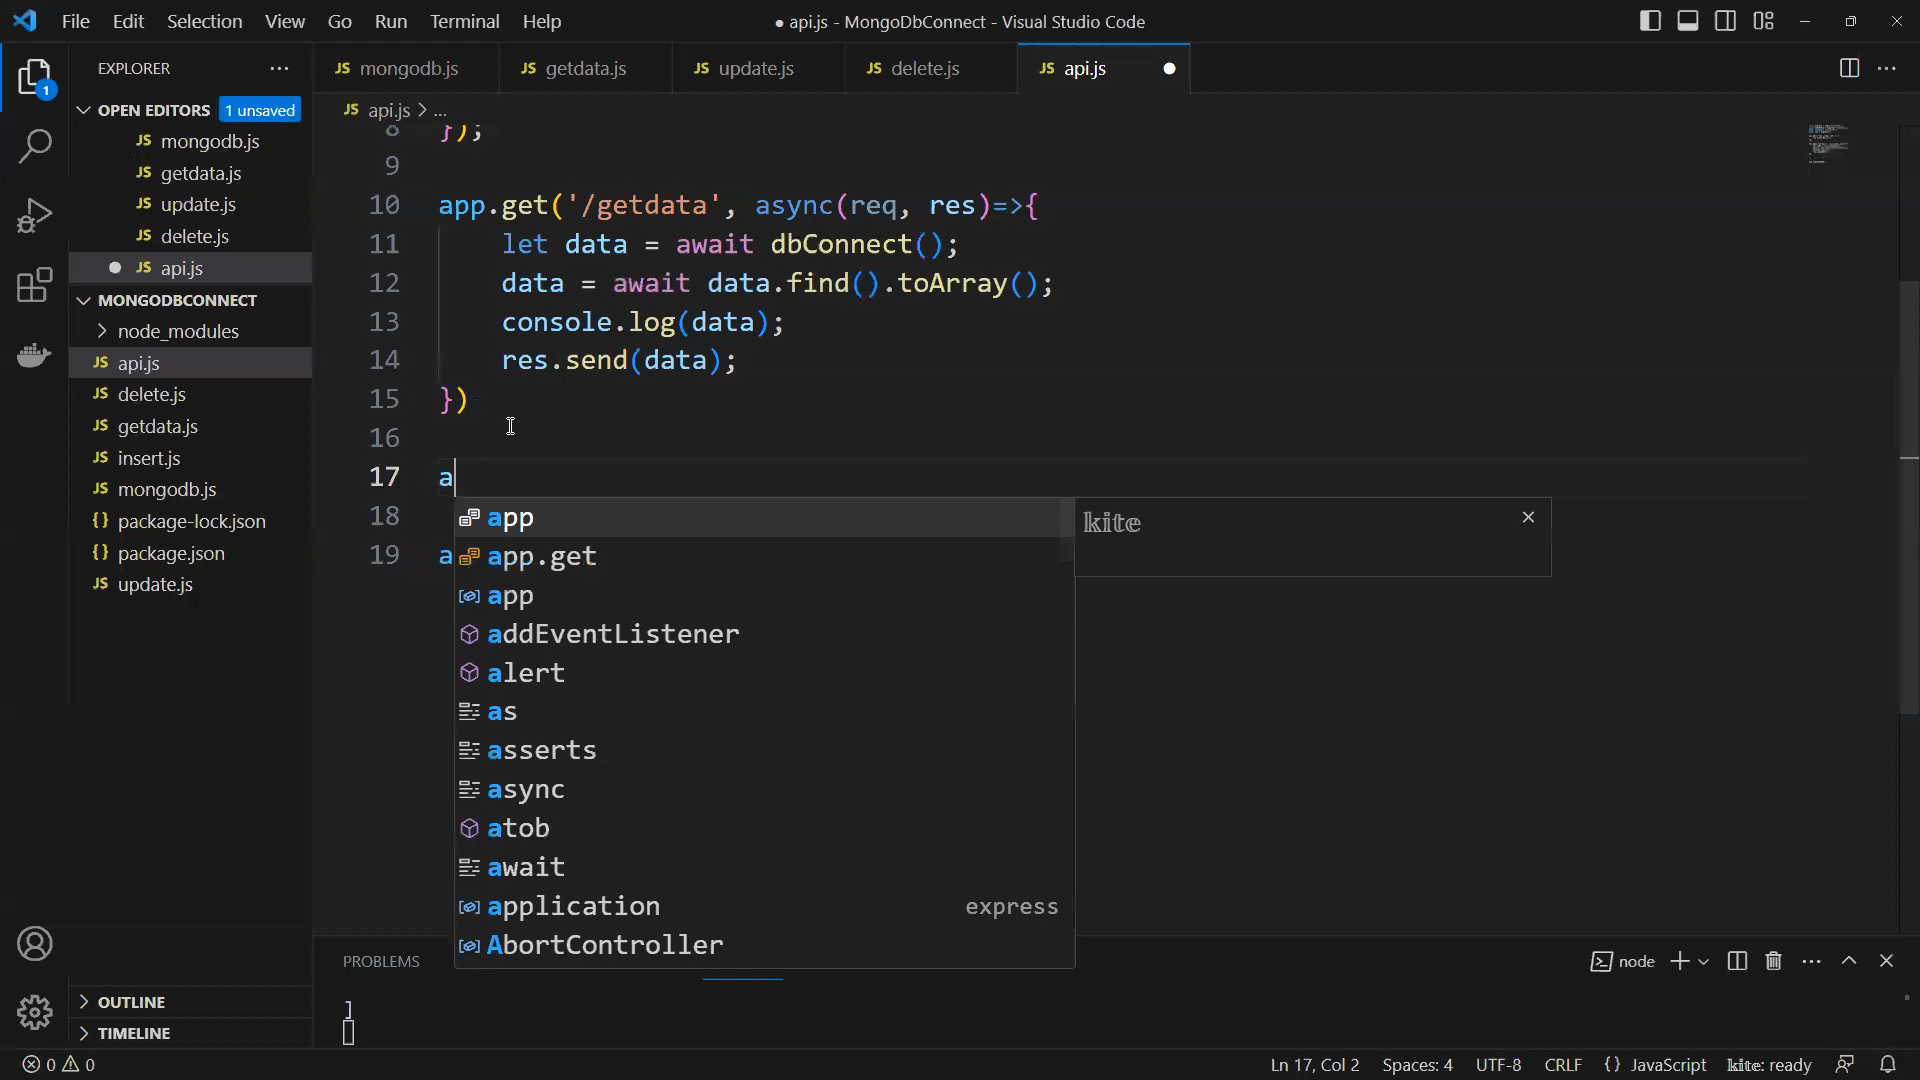 File Edit Selection View Go Run Terminal Help
● api.js - MongoDbConnect - Visual Studio Code
EXPLORER
1
OPEN EDITORS 1 unsaved
JS mongodb.js
JS getdata.js
JS update.js
JS delete.js
JS api.js
MONGODBCONNECT
node_modules
JS api.js
JS delete.js
JS getdata.js
JS insert.js
JS mongodb.js
{} package-lock.json
{} package.json
JS update.js
OUTLINE
TIMELINE
JS mongodb.js JS getdata.js JS update.js JS delete.js JS api.js
JS api.js > ...
8 });
9
10 app.get('/getdata', async(req, res)=>{
11 let data = await dbConnect();
12 data = await data.find().toArray();
13 console.log(data);
14 res.send(data);
15 })
16
17 a
18
19 a
app
app.get
app
addEventListener
alert
as
asserts
async
atob
await
application express
AbortController
kite
PROBLEMS
node
]
0 0
Ln 17, Col 2 Spaces: 4 UTF-8 CRLF {} JavaScript kite: ready